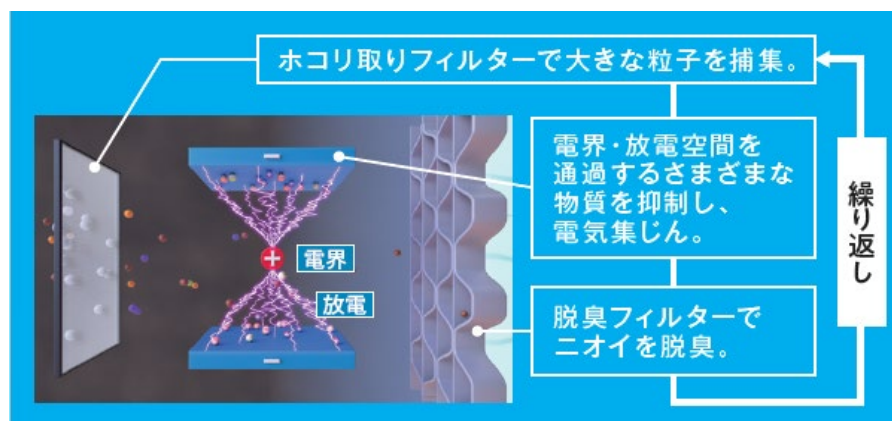 ホコリ取りフィルターで大きな粒子を捕集。
電界・放電空間を
通過するさまざまな
物質を抑制し、
電気集じん。
繰り返し
電界
放電
脱臭フィルターで
ニオイを脱臭。